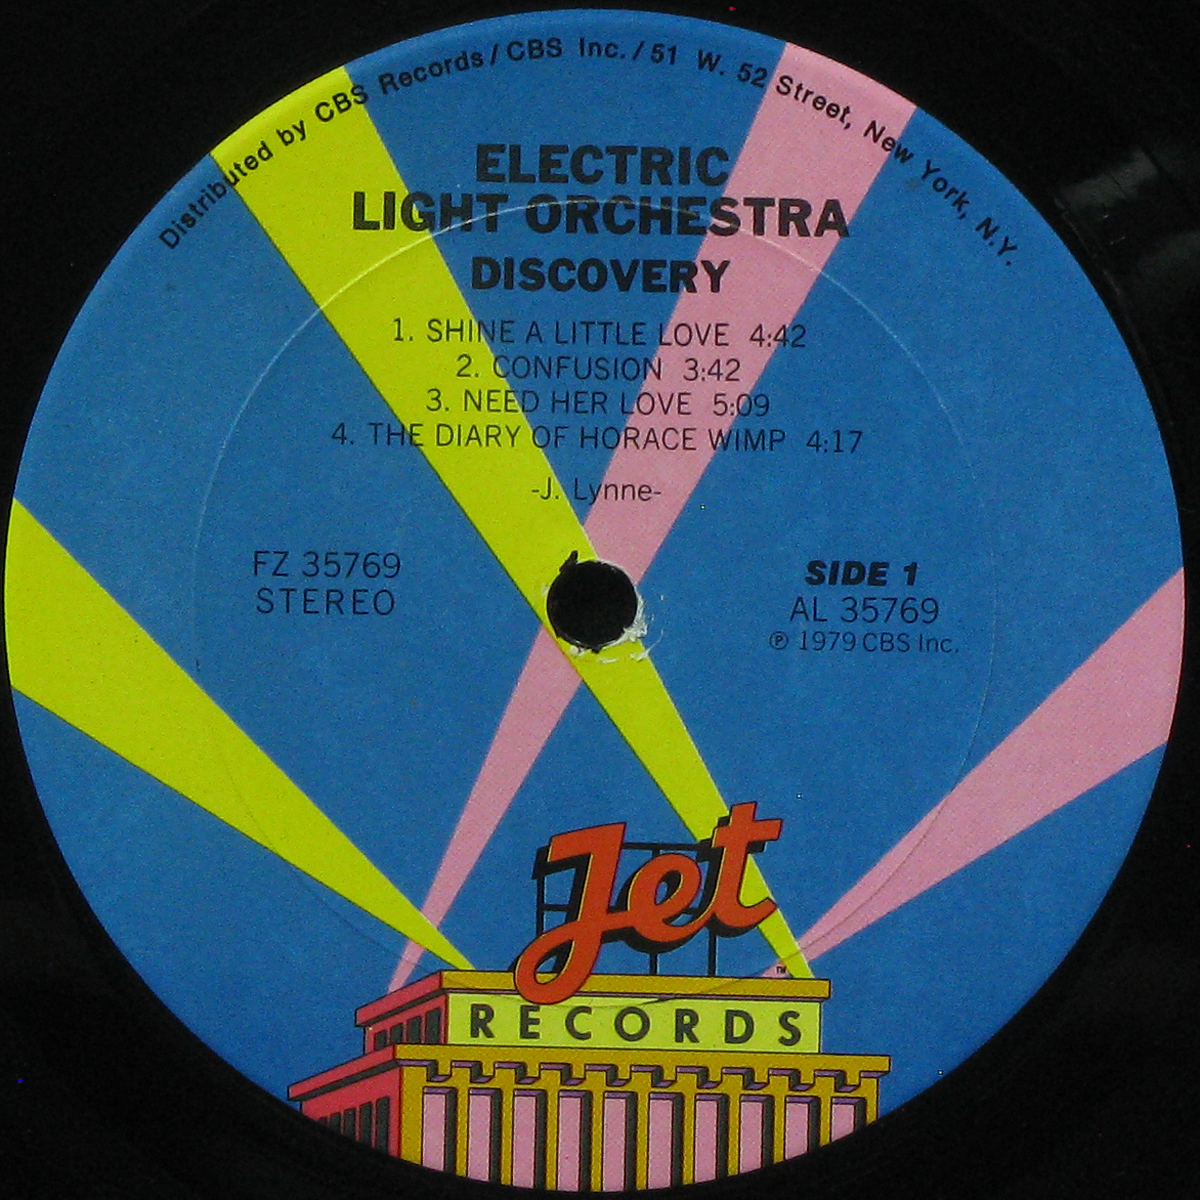 Distributed by CBS Records / CBS Inc. / 51 W. 52 Street, New York, N.Y.
ELECTRIC
LIGHT ORCHESTRA
DISCOVERY
1. SHINE A LITTLE LOVE 4:42
2. CONFUSION 3:42
3. NEED HER LOVE 5:09
4. THE DIARY OF HORACE WIMP 4:17
-J. Lynne-
FZ 35769
STEREO
SIDE 1
AL 35769
℗ 1979 CBS Inc.
Jet
TM
RECORDS